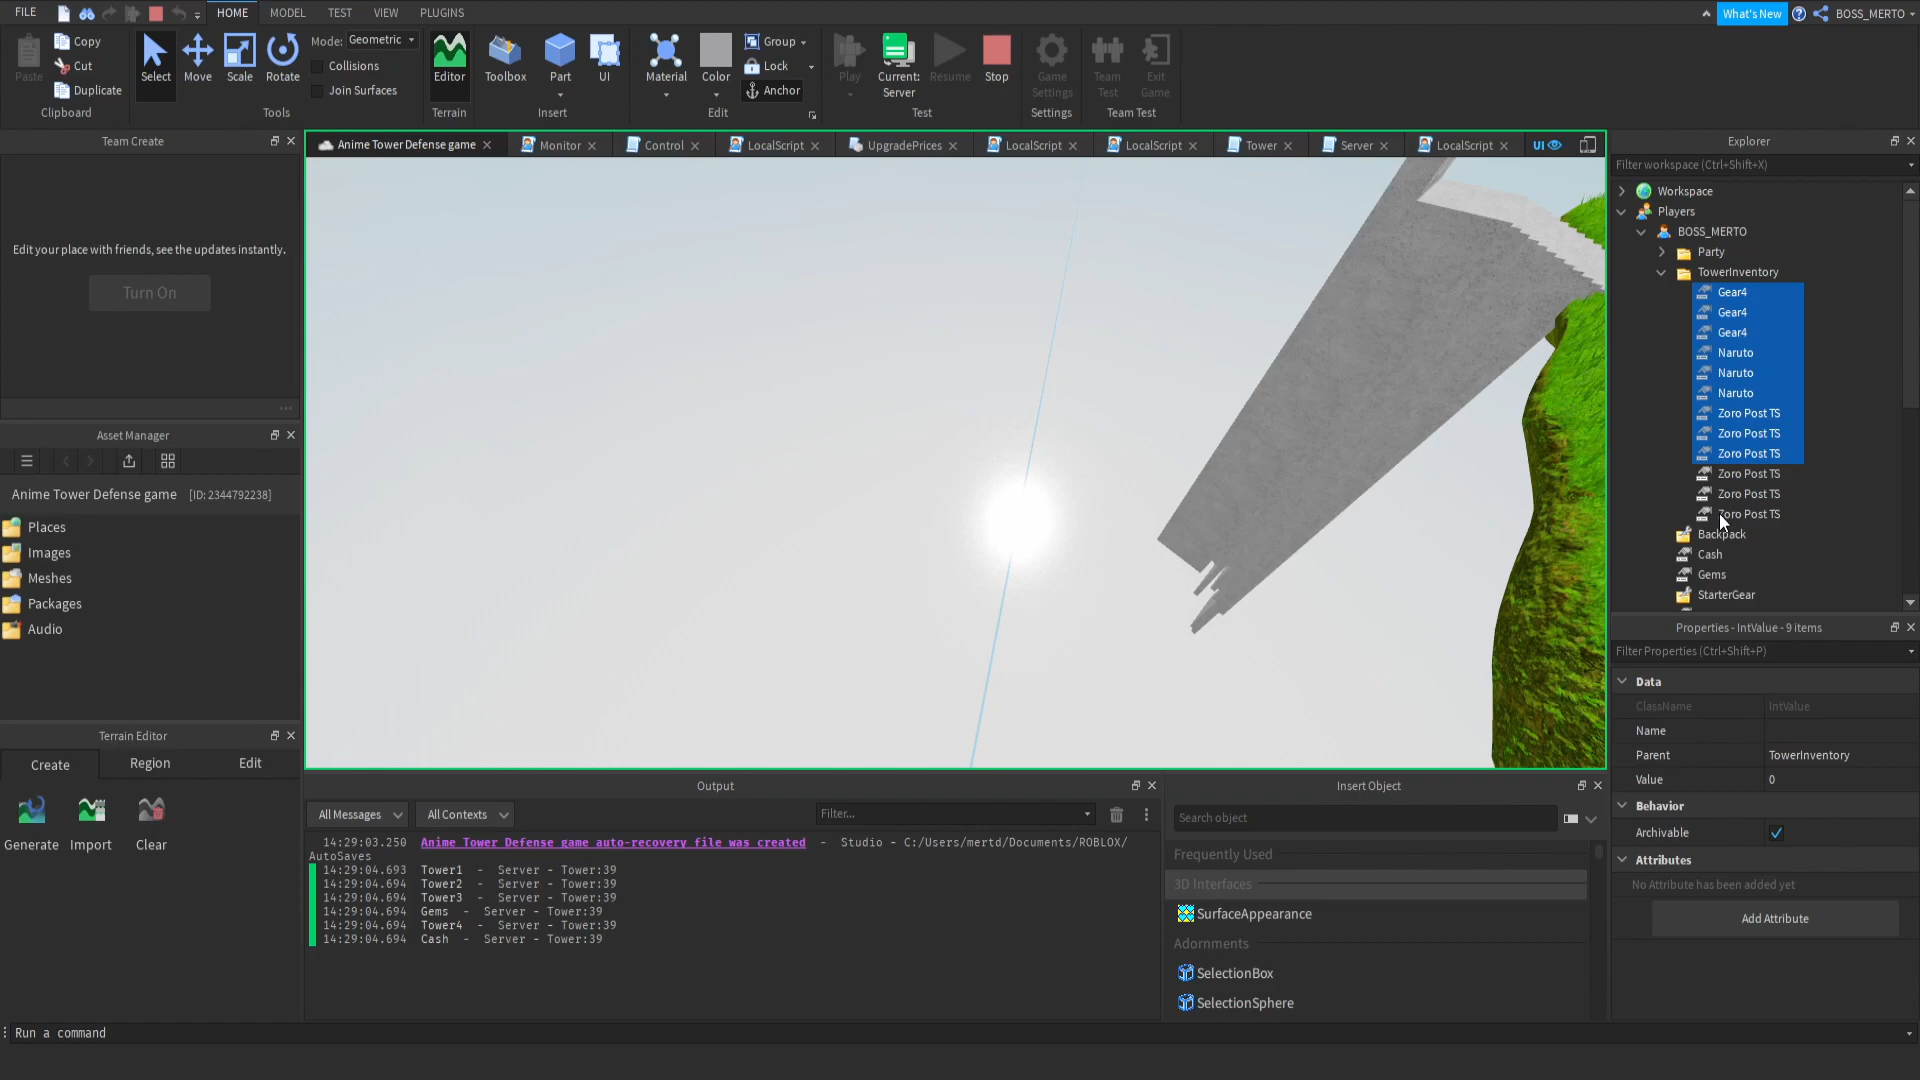 FILE
HOME
MODEL
TEST
VIEW
PLUGINS
What's New
BOSS_MERTO
Paste
Copy
Cut
Duplicate
Clipboard
Select
Move
Scale
Rotate
Mode: Geometric
Collisions
Join Surfaces
Tools
Editor
Terrain
Toolbox
Part
UI
Insert
Material
Color
Group
Lock
Anchor
Edit
Play
Current:
Server
Resume
Stop
Test
Game
Settings
Settings
Team
Test
Exit
Game
Team Test
Team Create
Edit your place with friends, see the updates instantly.
Turn On
Asset Manager
Anime Tower Defense game [ID: 2344792238]
Places
Images
Meshes
Packages
Audio
Terrain Editor
Create
Region
Edit
Generate
Import
Clear
Anime Tower Defense game
Monitor
Control
LocalScript
UpgradePrices
LocalScript
LocalScript
Tower
Server
LocalScript
UI
Output
All Messages
All Contexts
Filter...
14:29:03.250 Anime Tower Defense game auto-recovery file was created - Studio - C:/Users/mertd/Documents/ROBLOX/
AutoSaves
14:29:04.693 Tower1 - Server - Tower:39
14:29:04.694 Tower2 - Server - Tower:39
14:29:04.694 Tower3 - Server - Tower:39
14:29:04.694 Gems - Server - Tower:39
14:29:04.694 Tower4 - Server - Tower:39
14:29:04.694 Cash - Server - Tower:39
Insert Object
Search object
Frequently Used
3D Interfaces
SurfaceAppearance
Adornments
SelectionBox
SelectionSphere
Explorer
Filter workspace (Ctrl+Shift+X)
Workspace
Players
BOSS_MERTO
Party
TowerInventory
Gear4
Gear4
Gear4
Naruto
Naruto
Naruto
Zoro Post TS
Zoro Post TS
Zoro Post TS
Zoro Post TS
Zoro Post TS
Zoro Post TS
Backpack
Cash
Gems
StarterGear
Properties - IntValue - 9 items
Filter Properties (Ctrl+Shift+P)
Data
ClassName IntValue
Name
Parent TowerInventory
Value 0
Behavior
Archivable
Attributes
No Attribute has been added yet
Add Attribute
Run a command